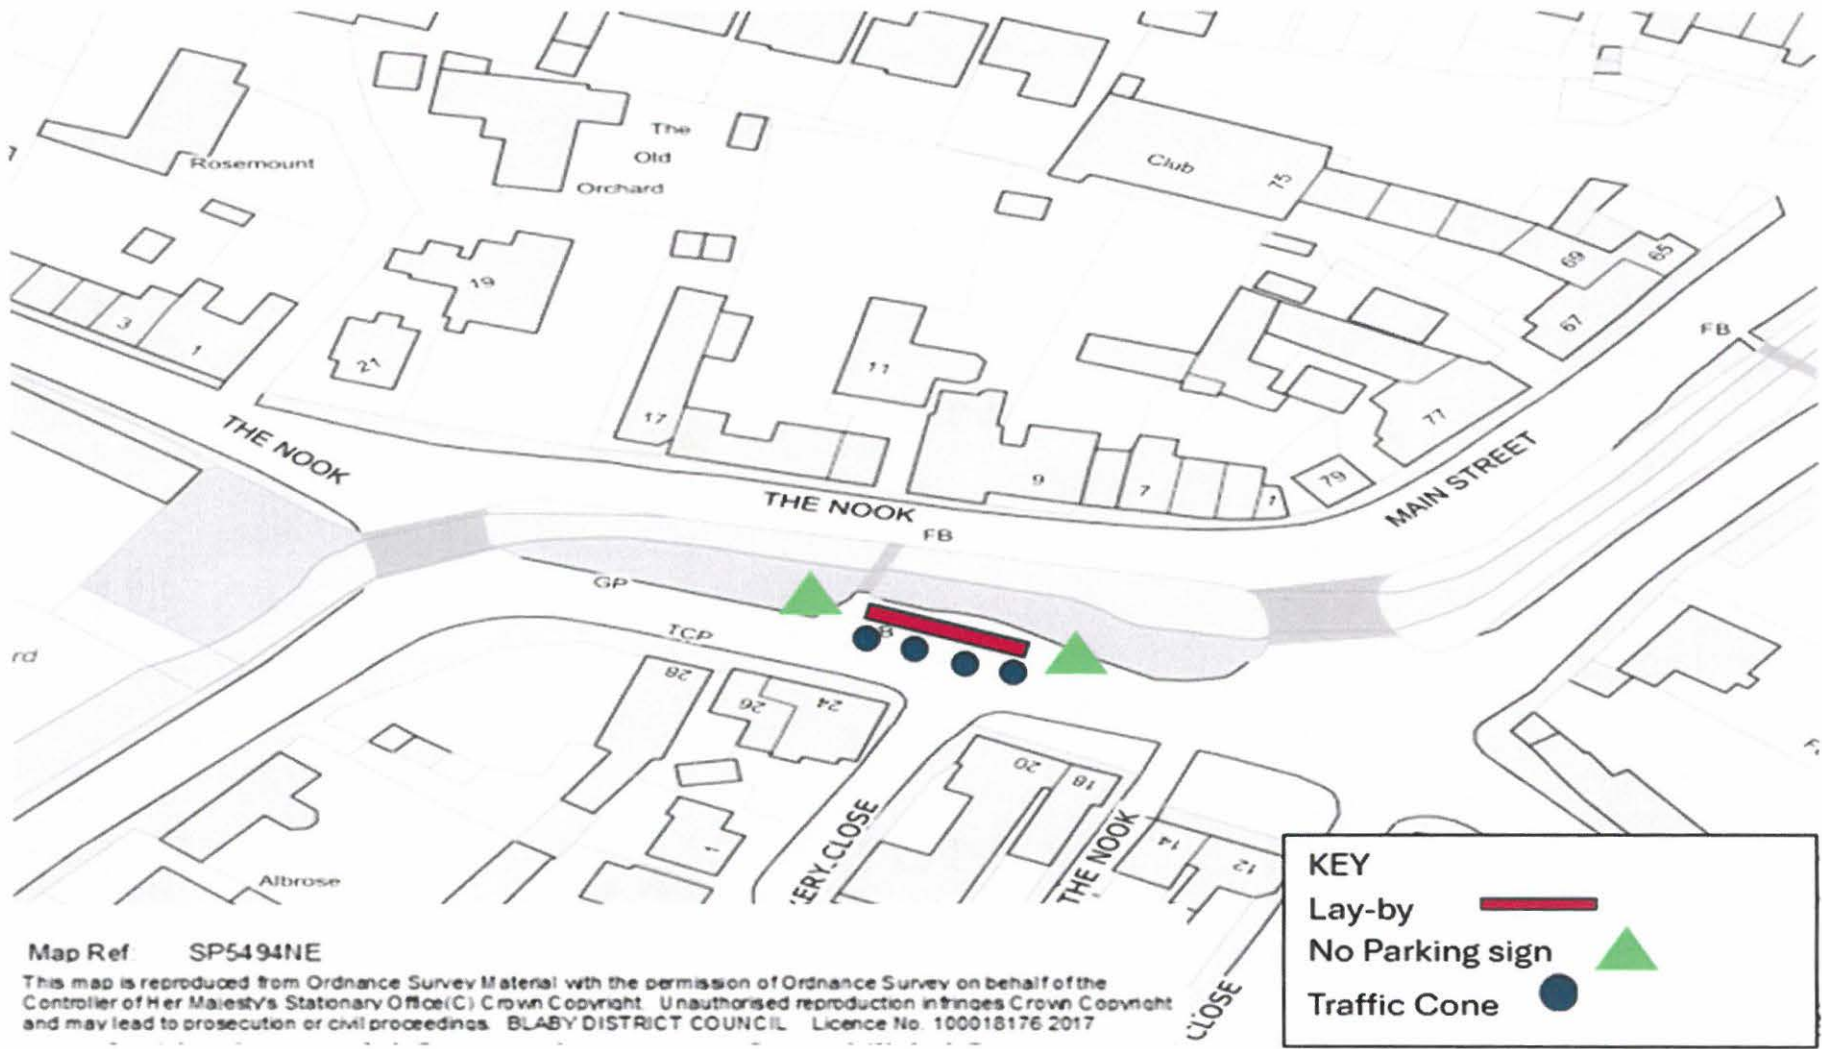 The
Old
Orchard
Rosemount
Club
75
69
65
67
FB
19
3
1
21
11
17
77
79
9
7
1
THE NOOK
THE NOOK
MAIN STREET
FB
GP
TCP
rd
28
26
24
20
18
14
12
1
Albrose
KERY CLOSE
THE NOOK
CLOSE
KEY
Lay-by
No Parking sign
Traffic Cone
Map Ref: SP5494NE
This map is reproduced from Ordnance Survey Material with the permission of Ordnance Survey on behalf of the
Controller of Her Majesty's Stationary Office(C) Crown Copyright. Unauthorised reproduction infringes Crown Copyright
and may lead to prosecution or civil proceedings. BLABY DISTRICT COUNCIL Licence No. 100018176 2017